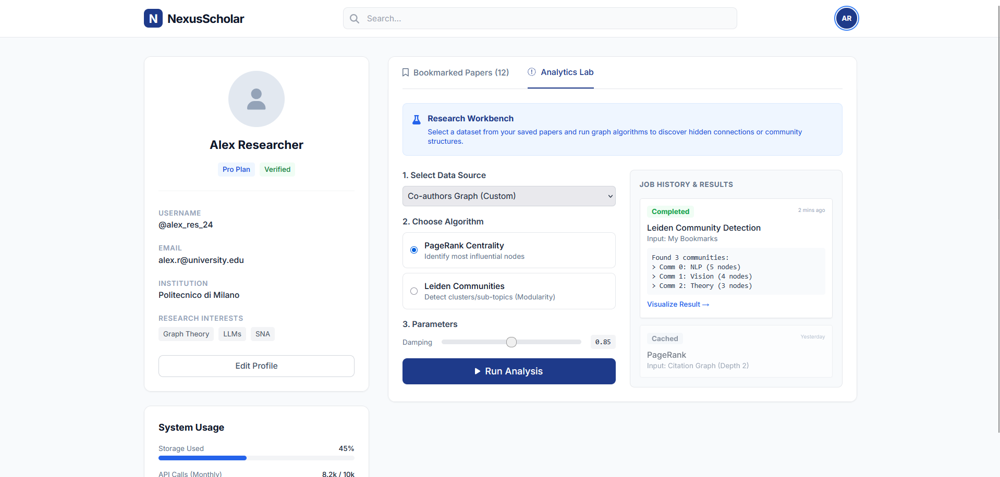 N NexusScholar
Search...
AR
Alex Researcher
Pro Plan Verified
USERNAME
@alex_res_24
EMAIL
alex.r@university.edu
INSTITUTION
Politecnico di Milano
RESEARCH INTERESTS
Graph Theory LLMs SNA
Edit Profile
System Usage
Storage Used 45%
API Calls (Monthly) 8.2k / 10k
Bookmarked Papers (12) Analytics Lab
Research Workbench
Select a dataset from your saved papers and run graph algorithms to discover hidden connections or community
structures.
1. Select Data Source
Co-authors Graph (Custom)
2. Choose Algorithm
PageRank Centrality
Identify most influential nodes
Leiden Communities
Detect clusters/sub-topics (Modularity)
3. Parameters
Damping 0.85
Run Analysis
JOB HISTORY & RESULTS
Completed 2 mins ago
Leiden Community Detection
Input: My Bookmarks
Found 3 communities:
> Comm 0: NLP (5 nodes)
> Comm 1: Vision (4 nodes)
> Comm 2: Theory (3 nodes)
Visualize Result →
Cached Yesterday
PageRank
Input: Citation Graph (Depth 2)